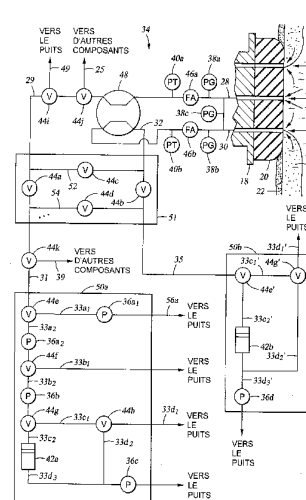 VERS
LE PUITS
VERS
D'AUTRES
COMPOSANTS
34
49
25
48
40a
46a
38a
29
V
V
PT
FA
PG
28
44i
44j
32
38c
PG
30
PT
FA
PG
40b
46b
38b
18
20
22
V
44a
52
V
44c
54
V
44d
44b
V
51
44k
V
VERS
D'AUTRES
COMPOSANTS
31
39
35
50a
44e
V
33a1
P
36a1
56a
VERS
LE
PUITS
33a2
P
36a2
44f
V
33b1
VERS
LE
PUITS
33b2
P
36b
44g
V
33c1
V
44h
33d1
VERS
LE
PUITS
33c2
33d2
42a
36c
33d3
P
VERS
LE
PUITS
VERS
LE
PUITS
33d1'
50b
33c1'
44g'
V
V
44e'
33c2'
42b
33d2'
33d3'
P
36d
VERS
LE
PUITS